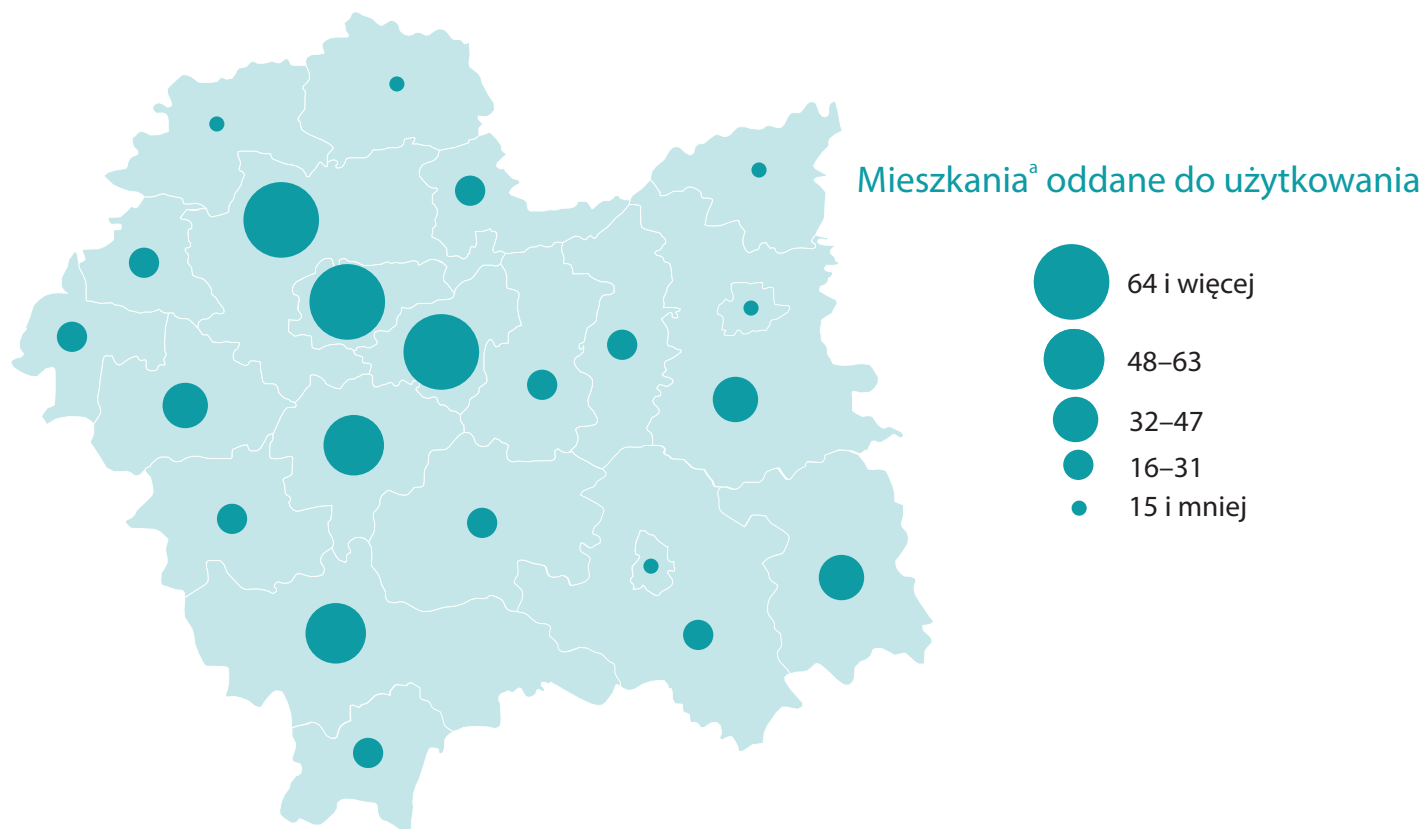 Mieszkaniaᵃ oddane do użytkowania
64 i więcej
48–63
32–47
16–31
15 i mniej